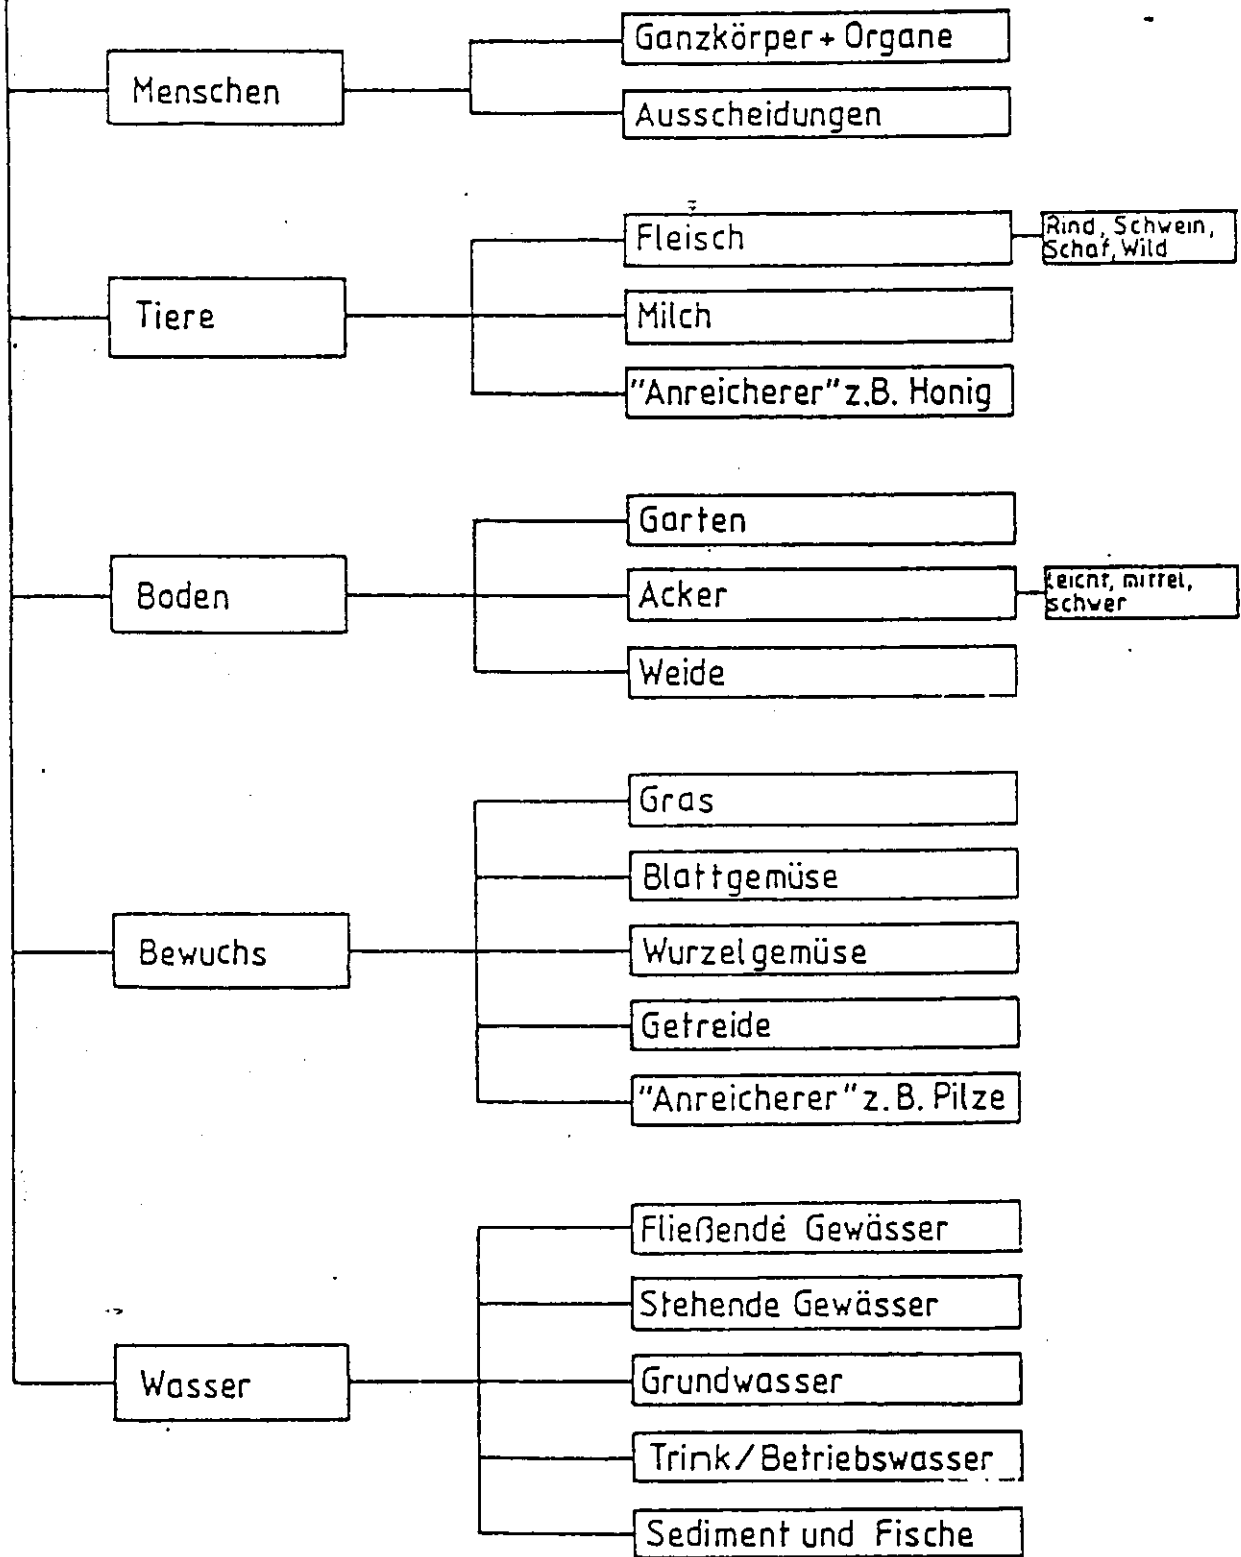 Menschen
Ganzkörper + Organe
Ausscheidungen
Tiere
Fleisch
Rind, Schwein,
Schaf, Wild
Milch
"Anreicherer" z.B. Honig
Boden
Garten
Acker
leicht, mittel,
schwer
Weide
Bewuchs
Gras
Blattgemüse
Wurzelgemüse
Getreide
"Anreicherer" z.B. Pilze
Wasser
Fließende Gewässer
Stehende Gewässer
Grundwasser
Trink/Betriebswasser
Sediment und Fische